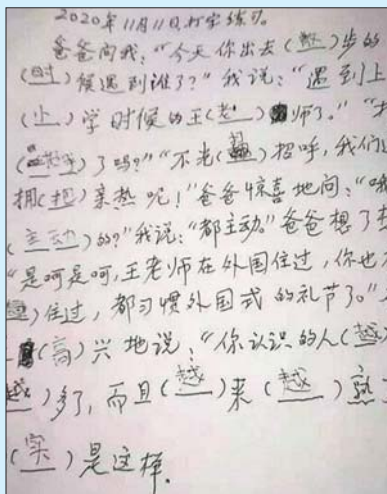 2020年11月11日,打字练习。
爸爸问我:"今天你出去(散)步的
(时)候遇到谁了?"我说:"遇到上
(小)学时候的王(老)师了。"
)了吗?""不光()招呼,我们还
拥(抱)亲热呢!"爸爸惊喜地问:
(主动)的?"我说:"都主动。"爸爸想了
"是呵是呵,王老师在外国住过,你也
)住过,都习惯外国式的礼节了。"
(高)兴地说:"你认识的人(越)
越)多了,而且(越)来(越)熟
(实)是这样.